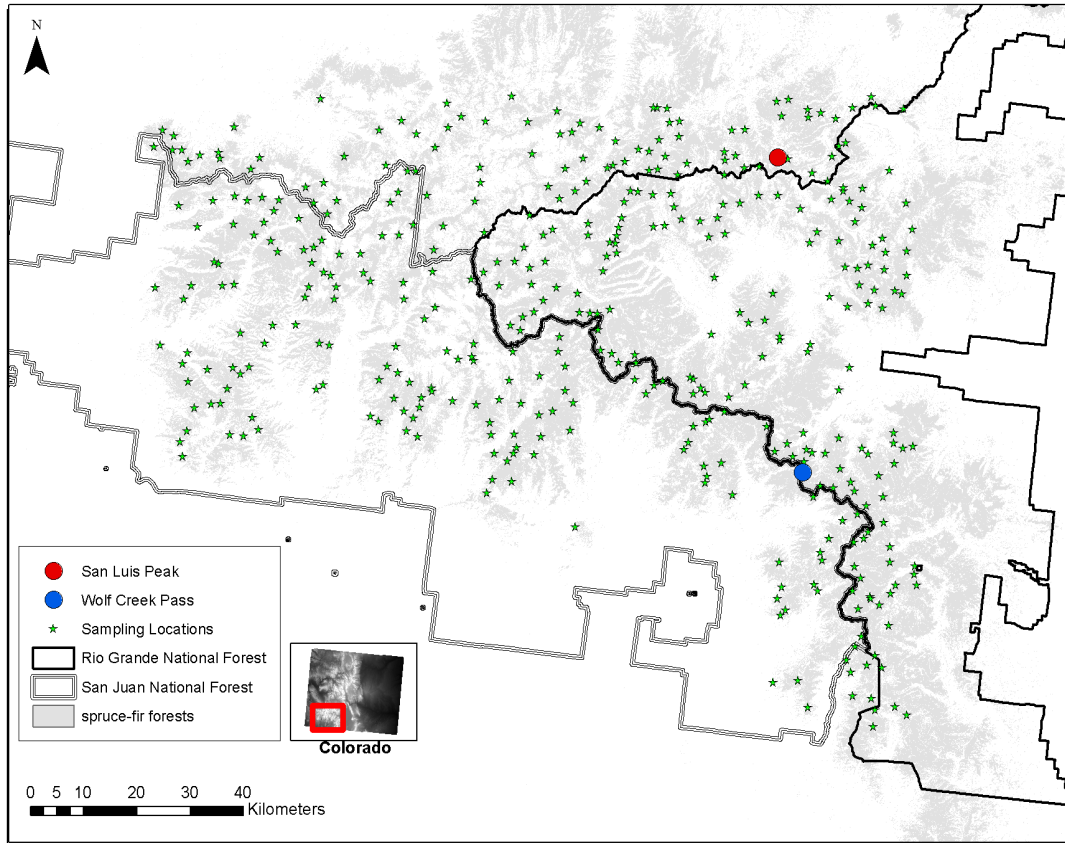 N
San Luis Peak
Wolf Creek Pass
Sampling Locations
Rio Grande National Forest
San Juan National Forest
spruce-fir forests
Colorado
0 5 10 20 30 40
Kilometers